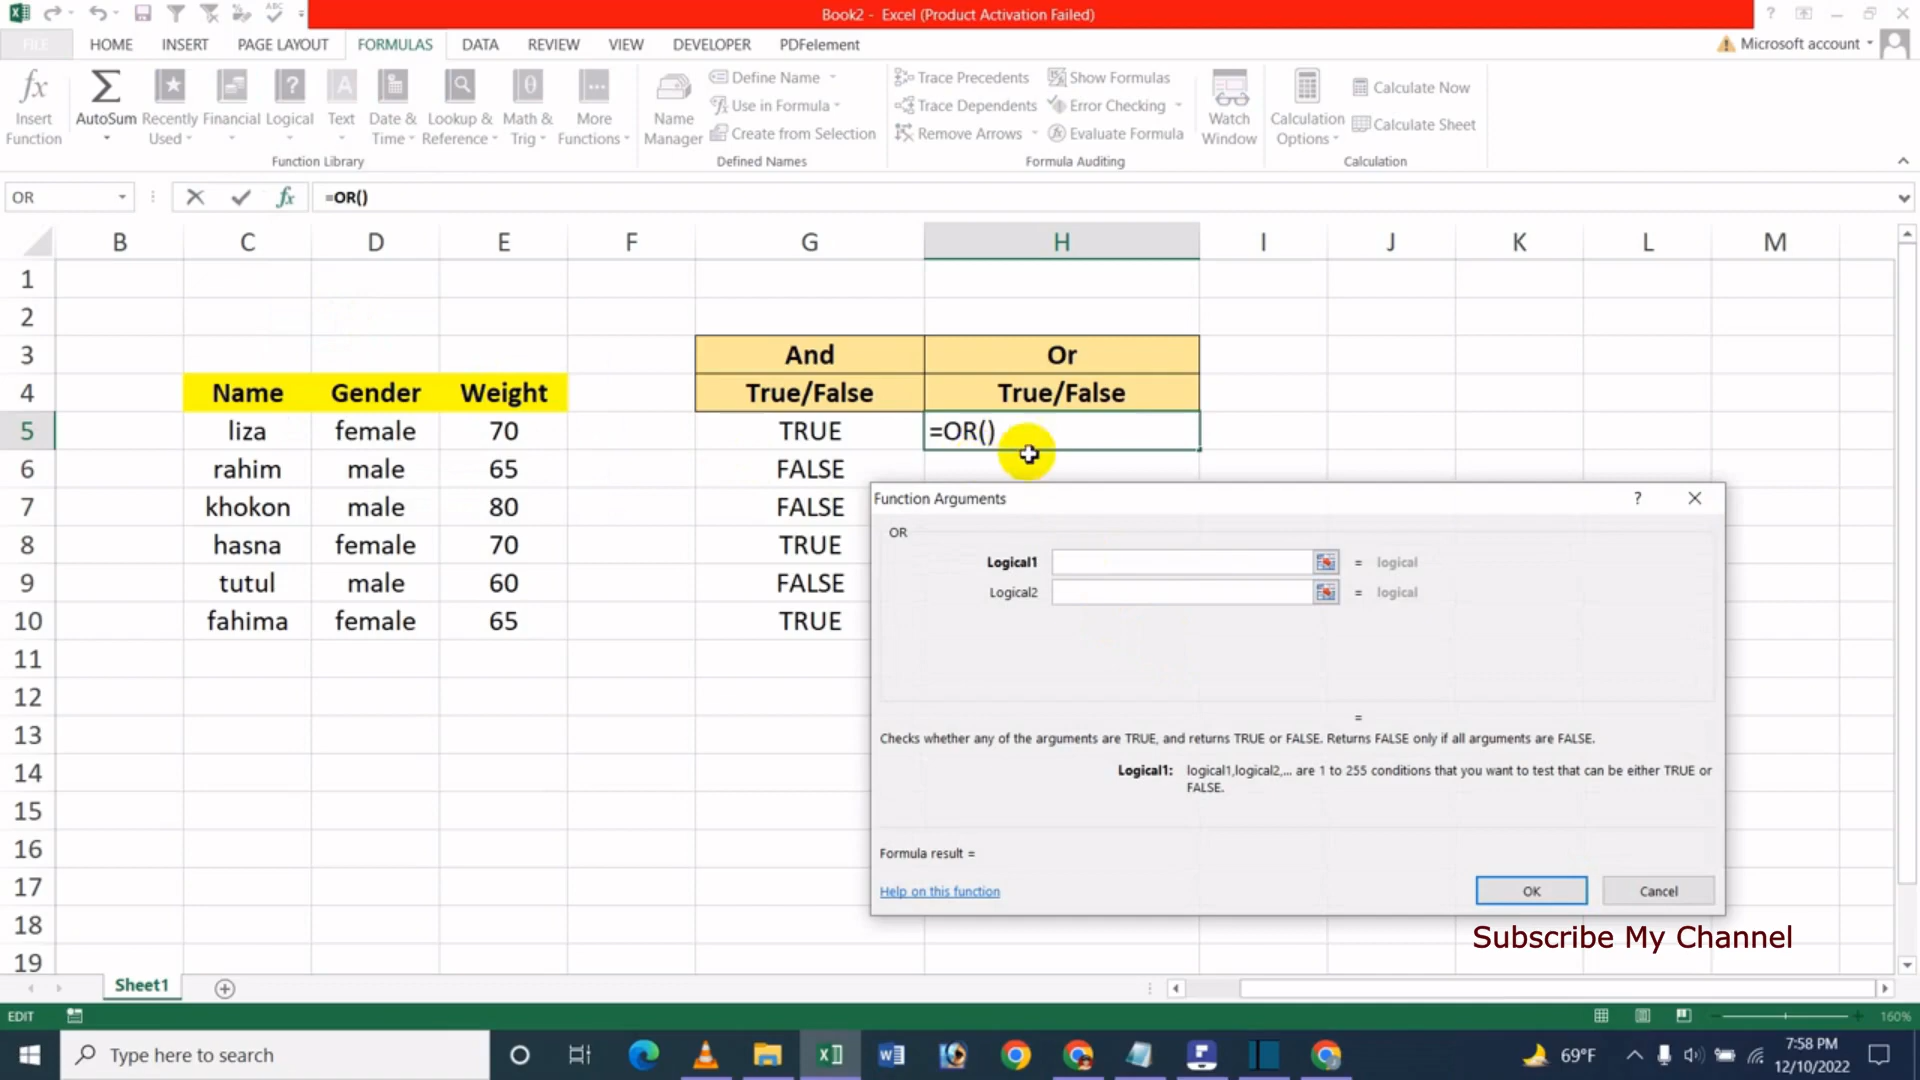 Book2 - Excel (Product Activation Failed)
FILE HOME INSERT PAGE LAYOUT FORMULAS DATA REVIEW VIEW DEVELOPER PDFelement Microsoft account
Insert Function
AutoSum
Recently Used
Financial
Logical
Text
Date & Time
Lookup & Reference
Math & Trig
More Functions
Function Library
Name Manager
Define Name
Use in Formula
Create from Selection
Defined Names
Trace Precedents
Trace Dependents
Remove Arrows
Show Formulas
Error Checking
Evaluate Formula
Formula Auditing
Watch Window
Calculation Options
Calculate Now
Calculate Sheet
Calculation
OR fx =OR()
B C D E F G H I J K L M
1
2
3 And Or
4 Name Gender Weight True/False True/False
5 liza female 70 TRUE =OR()
6 rahim male 65 FALSE
7 khokon male 80 FALSE
8 hasna female 70 TRUE
9 tutul male 60 FALSE
10 fahima female 65 TRUE
11
12
13
14
15
16
17
18
19
Function Arguments ?
OR
Logical1 = logical
Logical2 = logical
=
Checks whether any of the arguments are TRUE, and returns TRUE or FALSE. Returns FALSE only if all arguments are FALSE.
Logical1: logical1,logical2,... are 1 to 255 conditions that you want to test that can be either TRUE or
FALSE.
Formula result =
Help on this function
OK Cancel
Subscribe My Channel
Sheet1
EDIT 160%
Type here to search
69°F
7:58 PM
12/10/2022